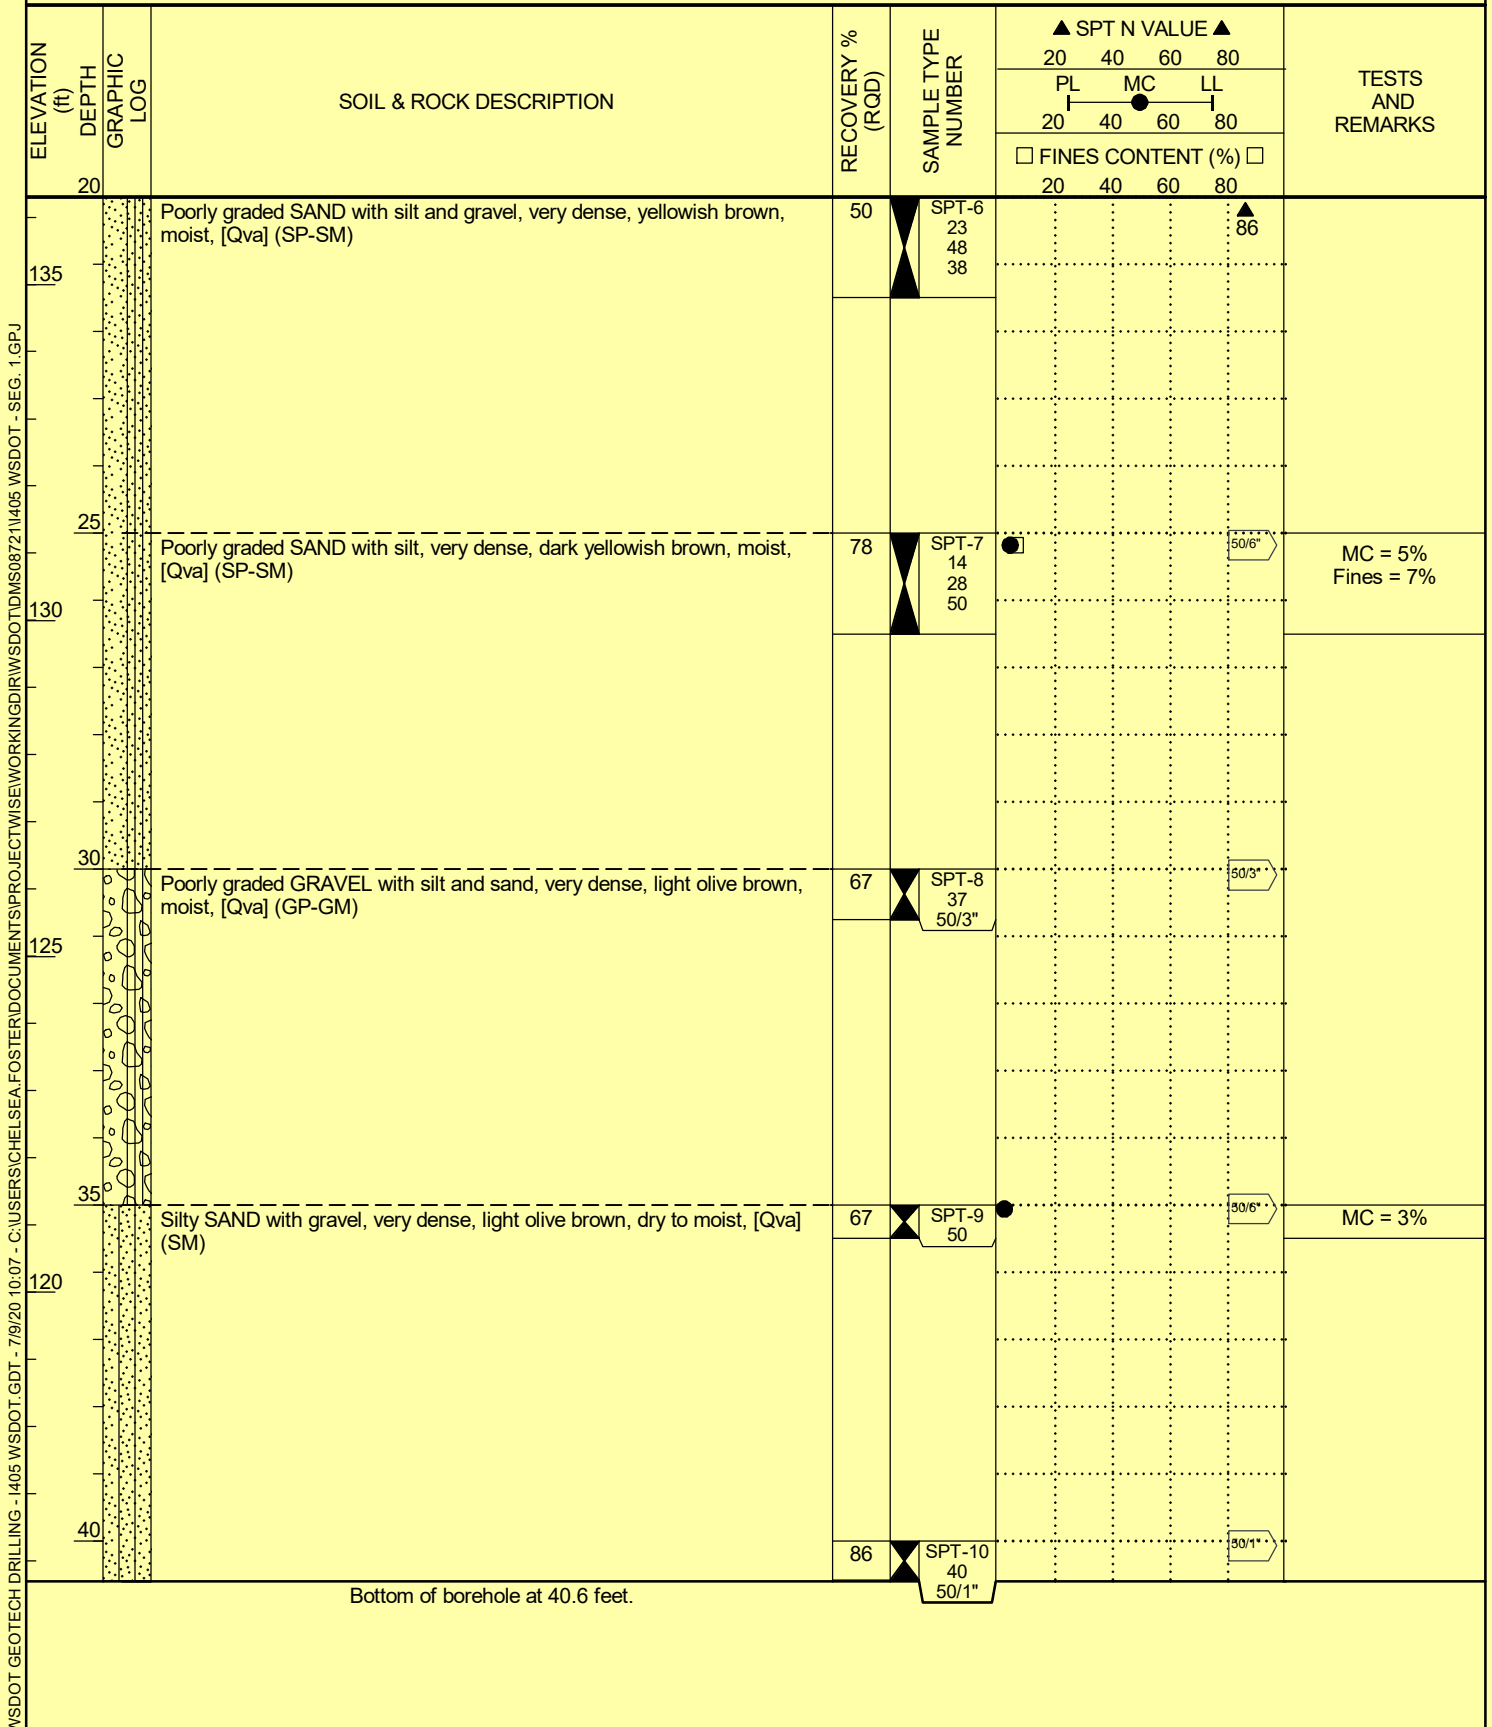 ELEVATION
(ft)
DEPTH
GRAPHIC
LOG
SOIL & ROCK DESCRIPTION
RECOVERY %
(RQD)
SAMPLE TYPE
NUMBER
▲ SPT N VALUE ▲
20 40 60 80
PL MC LL
20 40 60 80
□ FINES CONTENT (%) □
20 40 60 80
TESTS
AND
REMARKS
20
Poorly graded SAND with silt and gravel, very dense, yellowish brown,
moist, [Qva] (SP-SM)
50
SPT-6
23
48
38
86
135
25
Poorly graded SAND with silt, very dense, dark yellowish brown, moist,
[Qva] (SP-SM)
78
SPT-7
14
28
50
50/6"
MC = 5%
Fines = 7%
130
30
Poorly graded GRAVEL with silt and sand, very dense, light olive brown,
moist, [Qva] (GP-GM)
67
SPT-8
37
50/3"
50/3"
125
35
Silty SAND with gravel, very dense, light olive brown, dry to moist, [Qva]
(SM)
67
SPT-9
50
50/6"
MC = 3%
120
40
86
SPT-10
40
50/1"
50/1"
Bottom of borehole at 40.6 feet.
WSDOT GEOTECH DRILLING - I405 WSDOT.GDT - 7/9/20 10:07 - C:\USERS\CHELSEA.FOSTER\DOCUMENTS\PROJECTWISE\WORKINGDIR\WSDOT\DMS08721\I405 WSDOT - SEG. 1.GPJ